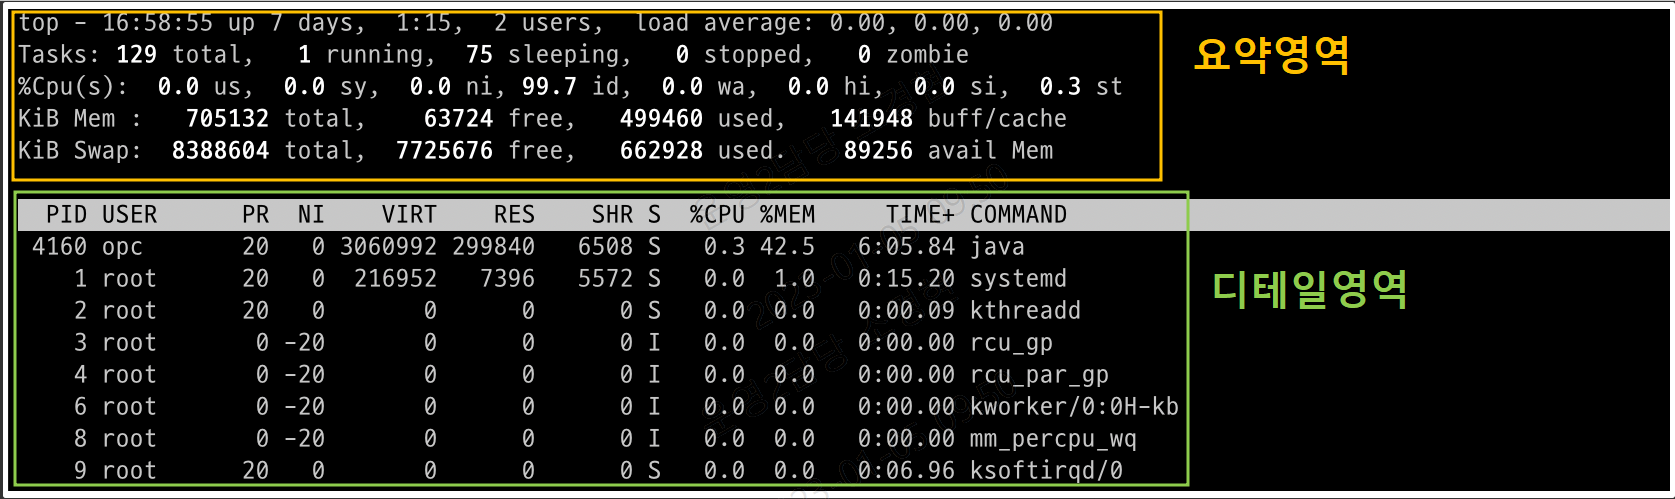 top - 16:58:55 up 7 days,  1:15,  2 users,  load average: 0.00, 0.00, 0.00
Tasks: 129 total,   1 running,  75 sleeping,   0 stopped,   0 zombie
%Cpu(s):  0.0 us,  0.0 sy,  0.0 ni, 99.7 id,  0.0 wa,  0.0 hi,  0.0 si,  0.3 st
KiB Mem :   705132 total,    63724 free,   499460 used,   141948 buff/cache
KiB Swap:  8388604 total,  7725676 free,   662928 used.    89256 avail Mem
요약영역
PID USER      PR  NI    VIRT    RES    SHR S  %CPU %MEM     TIME+ COMMAND
4160 opc       20   0 3060992 299840   6508 S   0.3 42.5   6:05.84 java
1 root      20   0  216952   7396   5572 S   0.0  1.0   0:15.20 systemd
2 root      20   0       0      0      0 S   0.0  0.0   0:00.09 kthreadd
3 root       0 -20       0      0      0 I   0.0  0.0   0:00.00 rcu_gp
4 root       0 -20       0      0      0 I   0.0  0.0   0:00.00 rcu_par_gp
6 root       0 -20       0      0      0 I   0.0  0.0   0:00.00 kworker/0:0H-kb
8 root       0 -20       0      0      0 I   0.0  0.0   0:00.00 mm_percpu_wq
9 root      20   0       0      0      0 S   0.0  0.0   0:06.96 ksoftirqd/0
디테일영역